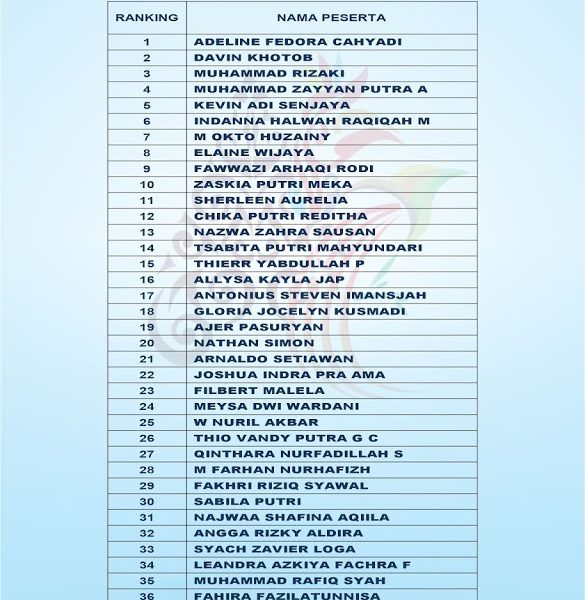 RANKING NAMA PESERTA
1 ADELINE FEDORA CAHYADI
2 DAVIN KHOTOB
3 MUHAMMAD RIZAKI
4 MUHAMMAD ZAYYAN PUTRA A
5 KEVIN ADI SENJAYA
6 INDANNA HALWAH RAQIQAH M
7 M OKTO HUZAINY
8 ELAINE WIJAYA
9 FAWWAZI ARHAQI RODI
10 ZASKIA PUTRI MEKA
11 SHERLEEN AURELIA
12 CHIKA PUTRI REDITHA
13 NAZWA ZAHRA SAUSAN
14 TSABITA PUTRI MAHYUNDARI
15 THIERR YABDULLAH P
16 ALLYSA KAYLA JAP
17 ANTONIUS STEVEN IMANSJAH
18 GLORIA JOCELYN KUSMADI
19 AJER PASURYAN
20 NATHAN SIMON
21 ARNALDO SETIAWAN
22 JOSHUA INDRA PRA AMA
23 FILBERT MALELA
24 MEYSA DWI WARDANI
25 W NURIL AKBAR
26 THIO VANDY PUTRA G C
27 QINTHARA NURFADILLAH S
28 M FARHAN NURHAFIZH
29 FAKHRI RIZIQ SYAWAL
30 SABILA PUTRI
31 NAJWAA SHAFINA AQIILA
32 ANGGA RIZKY ALDIRA
33 SYACH ZAVIER LOGA
34 LEANDRA AZKIYA FACHRA F
35 MUHAMMAD RAFIQ SYAH
36 FAHIRA FAZILATUNNISA